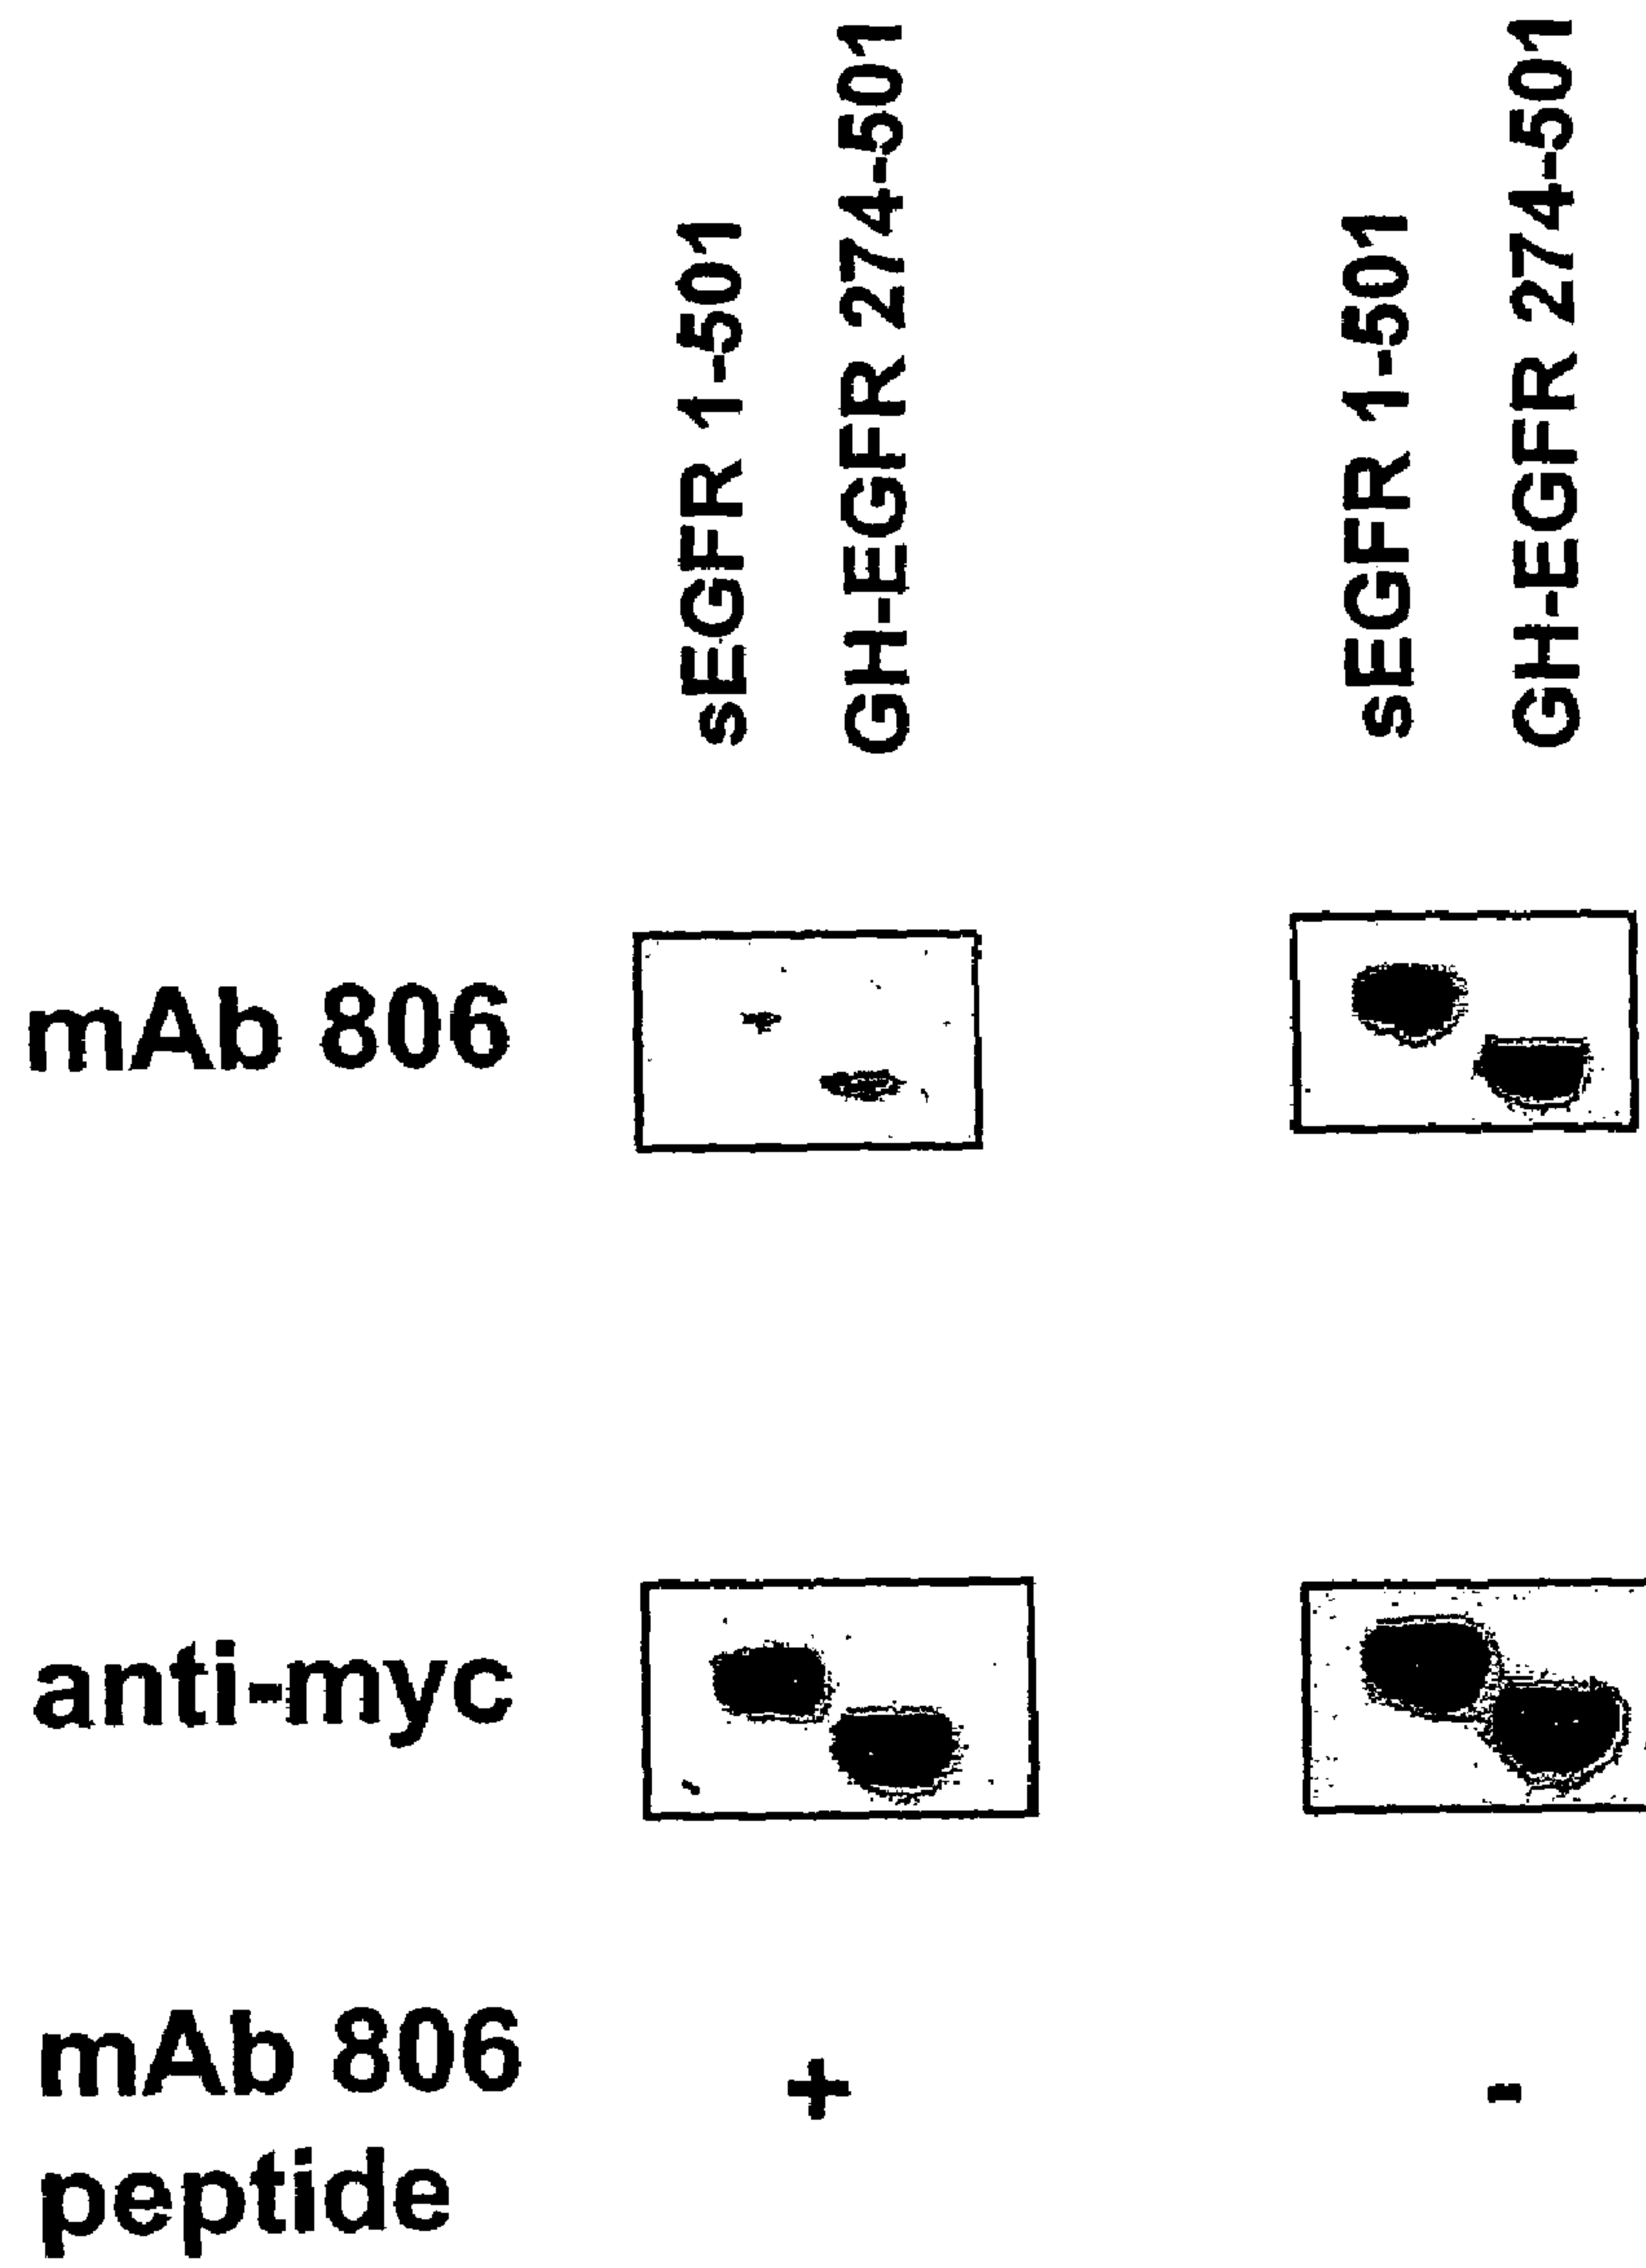 sEGFR 1-501
GH-EGFR 274-501
sEGFR 1-501
GH-EGFR 274-501
mAb 806
anti-myc
mAb 806
peptide
+
-